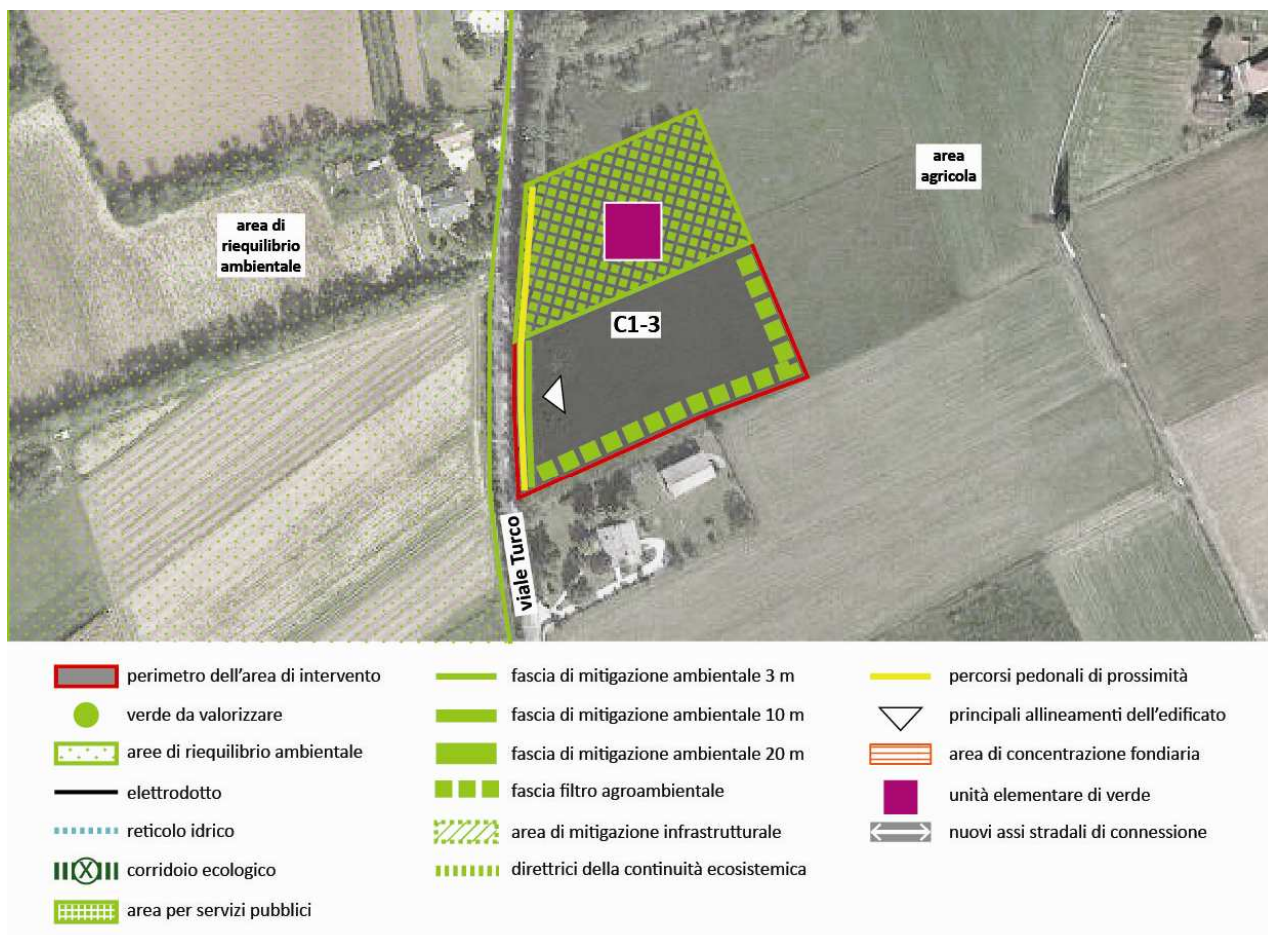 area
agricola
area di
riequilibrio
ambientale
C1-3
viale Turco
perimetro dell'area di intervento
verde da valorizzare
aree di riequilibrio ambientale
elettrodotto
reticolo idrico
X
corridoio ecologico
area per servizi pubblici
fascia di mitigazione ambientale 3 m
fascia di mitigazione ambientale 10 m
fascia di mitigazione ambientale 20 m
fascia filtro agroambientale
area di mitigazione infrastrutturale
direttrici della continuità ecosistemica
percorsi pedonali di prossimità
principali allineamenti dell'edificato
area di concentrazione fondiaria
unità elementare di verde
nuovi assi stradali di connessione